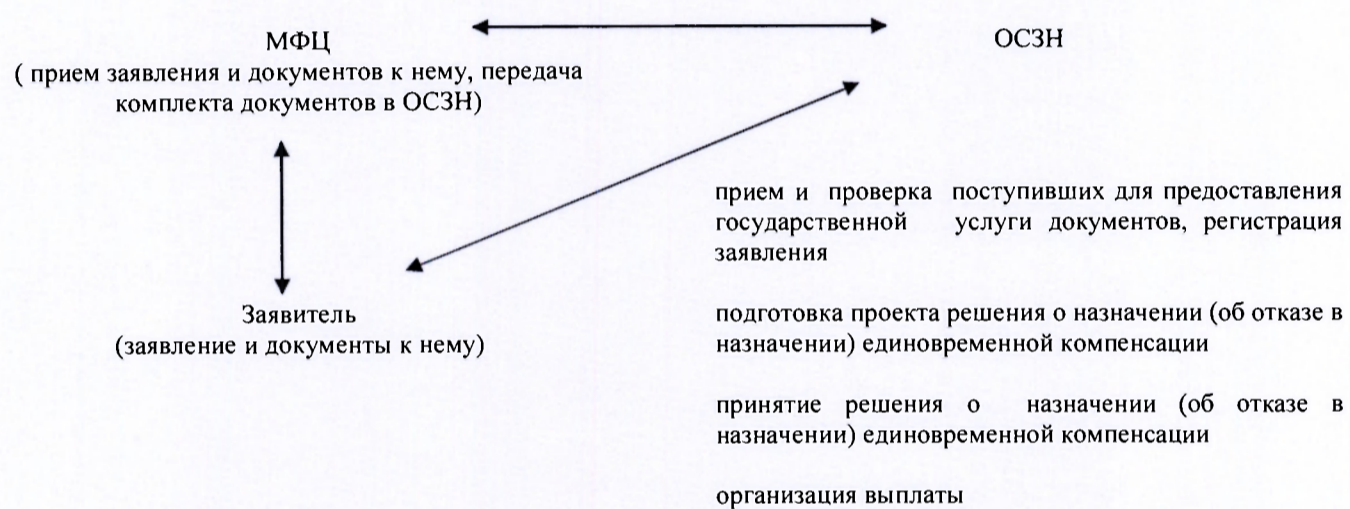 МФЦ
( прием заявления и документов к нему, передача
комплекта документов в ОСЗН)
ОСЗН
Заявитель
(заявление и документы к нему)
прием и проверка поступивших для предоставления
государственной услуги документов, регистрация
заявления
подготовка проекта решения о назначении (об отказе в
назначении) единовременной компенсации
принятие решения о назначении (об отказе в
назначении) единовременной компенсации
организация выплаты